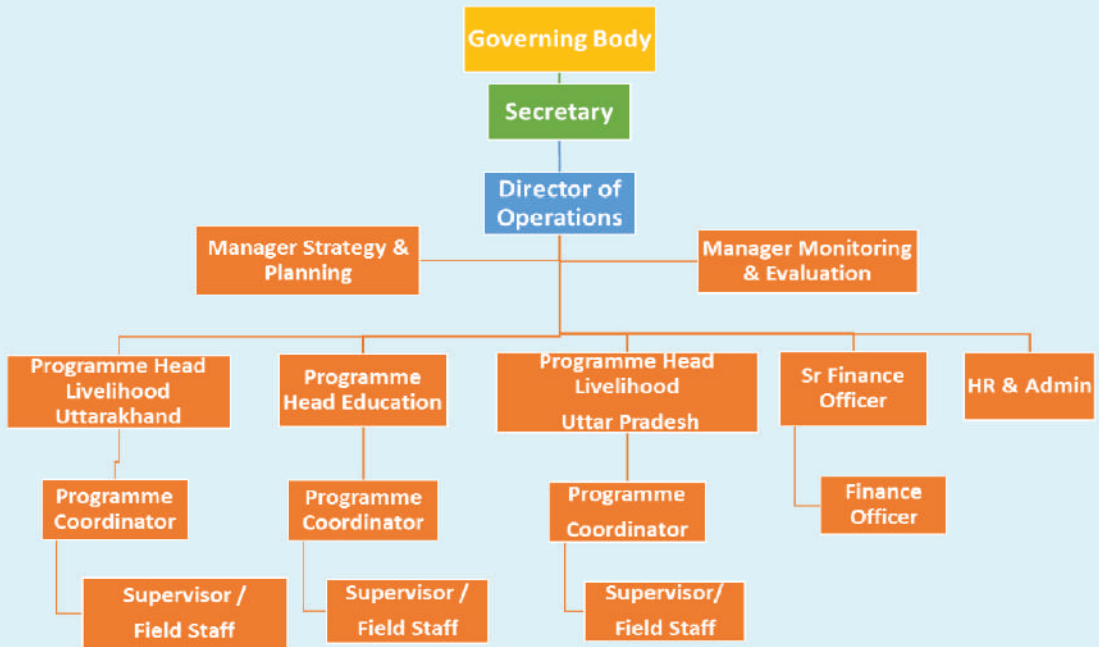 Governing Body
Secretary
Director of
Operations
Manager Strategy &
Planning
Manager Monitoring
& Evaluation
Programme Head
Livelihood
Uttarakhand
Programme
Head Education
Programme Head
Livelihood
Uttar Pradesh
Sr Finance
Officer
HR & Admin
Programme
Coordinator
Programme
Coordinator
Programme
Coordinator
Finance
Officer
Supervisor /
Field Staff
Supervisor /
Field Staff
Supervisor/
Field Staff